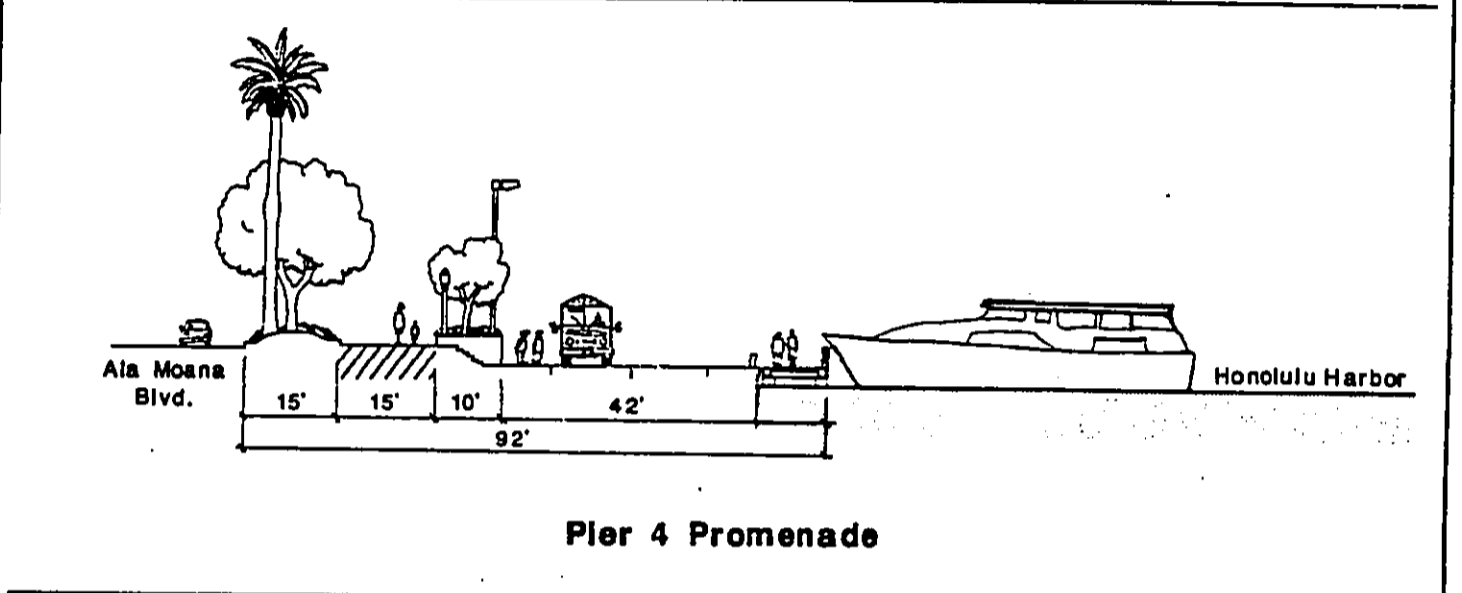 Ala Moana
Blvd.
15'
15'
10'
42'
92'
Honolulu Harbor
Pier 4 Promenade